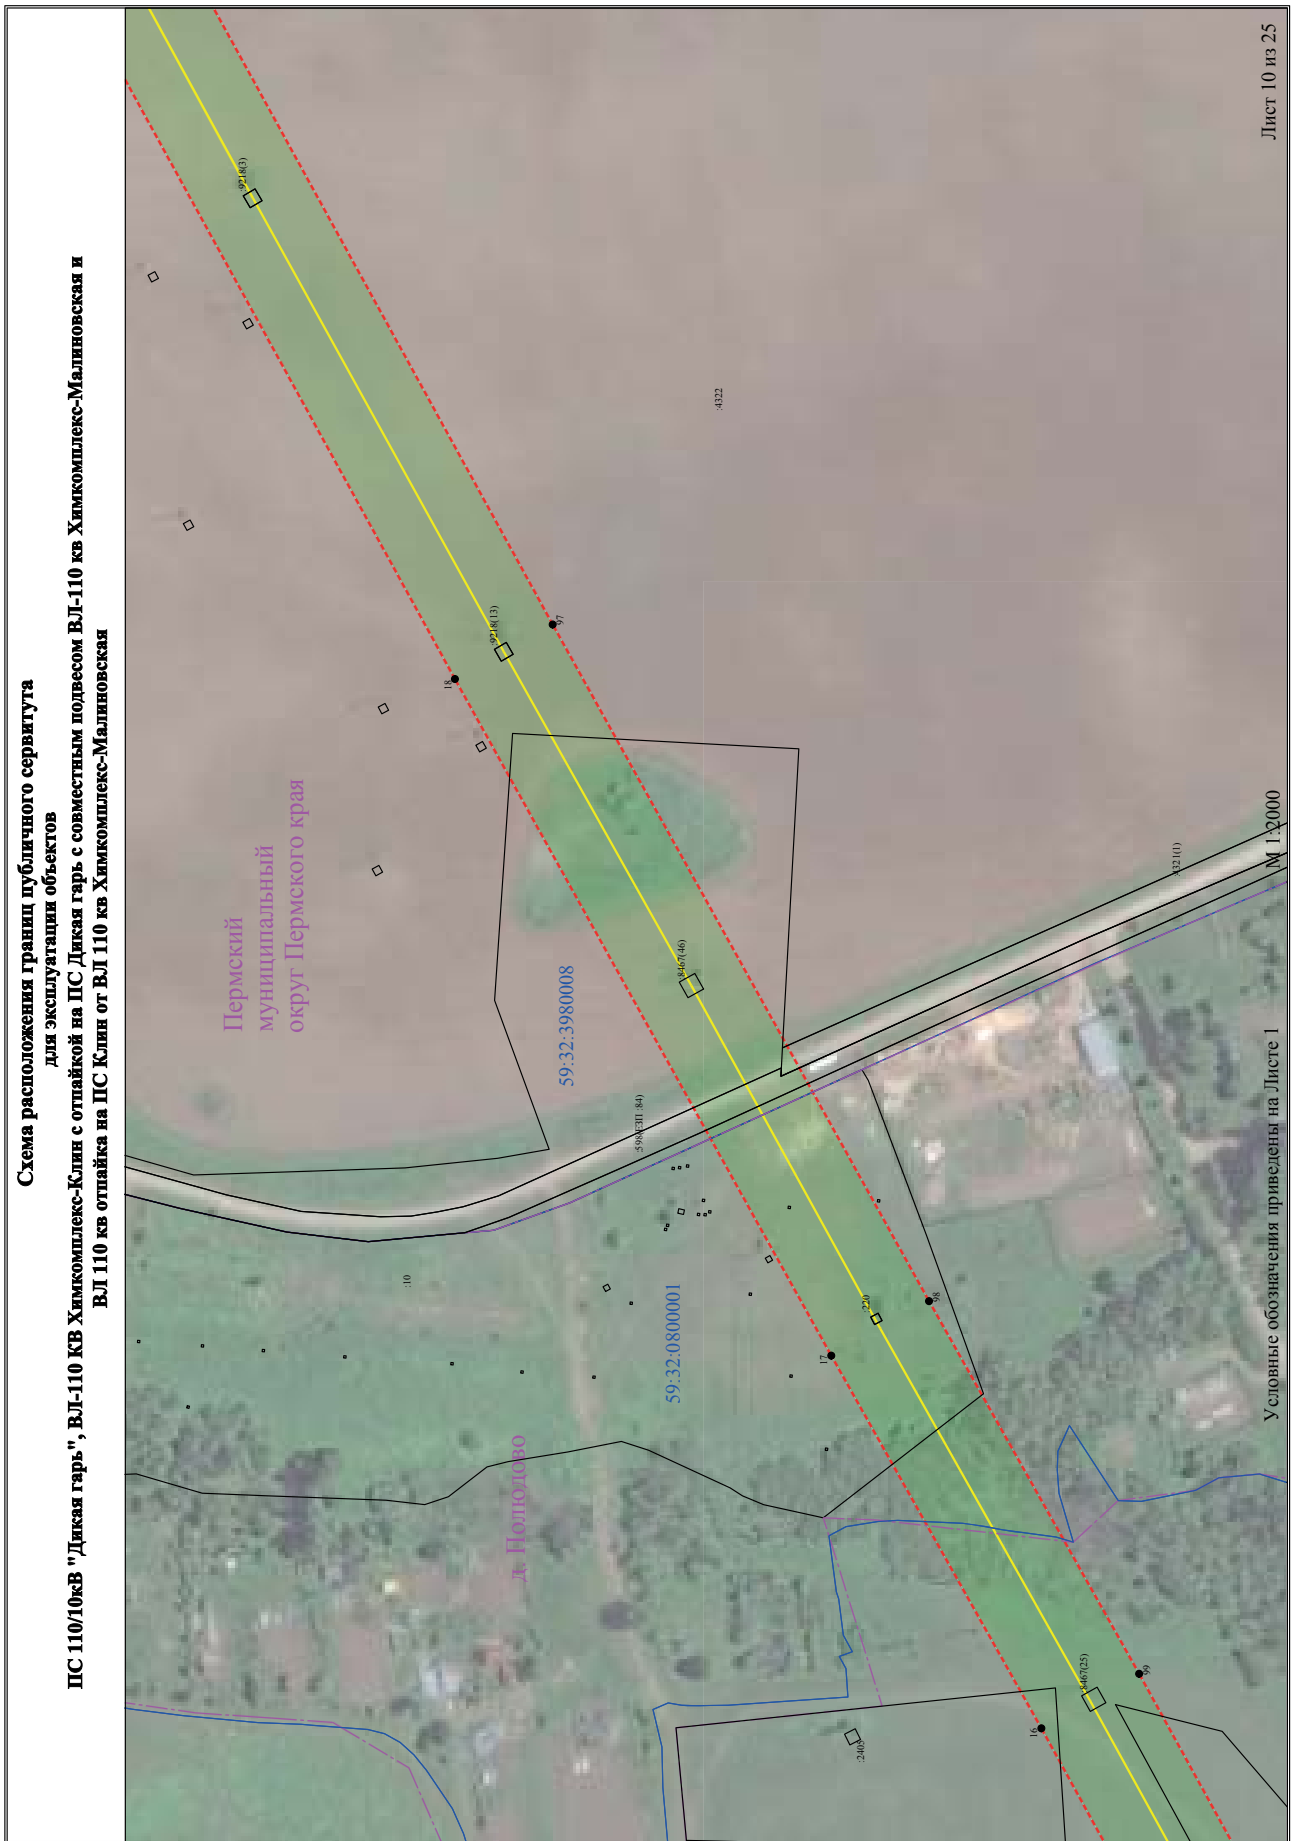 Схема расположения границ публичного сервитута
для эксплуатации объектов
ПС 110/10кВ "Дикая гарь", ВЛ-110 КВ Химкомплекс-Клин с отпайкой на ПС Дикая гарь с совместным подвесом ВЛ-110 кв Химкомплекс-Малиновская и
ВЛ 110 кв отпайка на ПС Клин от ВЛ 110 кв Химкомплекс-Малиновская
Пермский
муниципальный
округ Пермского края
:9218(3)
:9218(13)
18
97
:4322
59:32:3980008
:8467(46)
:4321(1)
:10
59:32:0800001
:220
17
98
д. Полюдово
:2405
16
:8467(25)
99
Условные обозначения приведены на Листе 1
М 1:2000
Лист 10 из 25